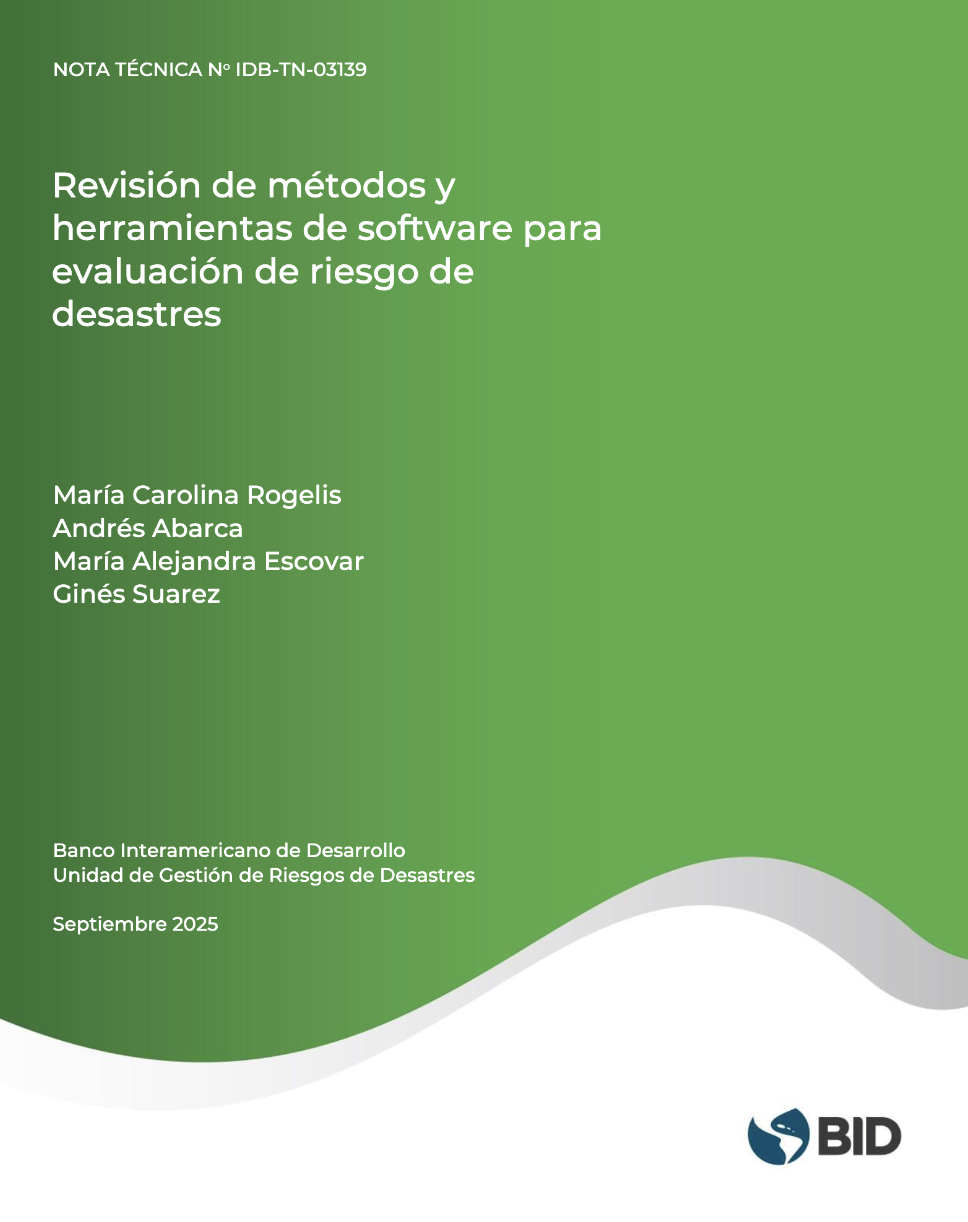 NOTA TÉCNICA Nº IDB-TN-03139
Revisión de métodos y
herramientas de software para
evaluación de riesgo de
desastres
María Carolina Rogelis
Andrés Abarca
María Alejandra Escovar
Ginés Suarez
Banco Interamericano de Desarrollo
Unidad de Gestión de Riesgos de Desastres
Septiembre 2025
BID